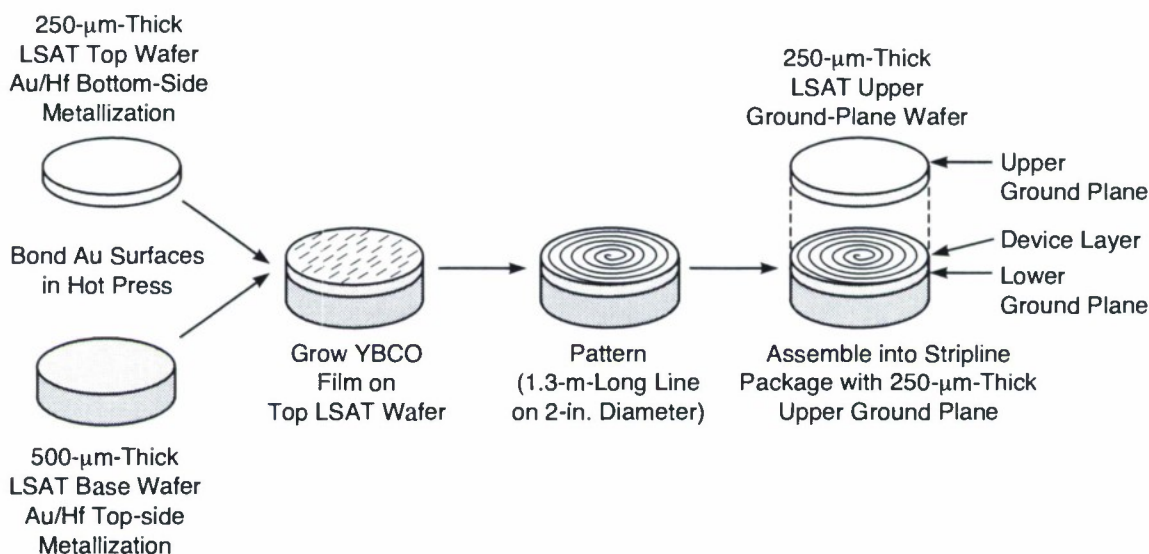 250-μm-Thick
LSAT Top Wafer
Au/Hf Bottom-Side
Metallization
Bond Au Surfaces
in Hot Press
500-μm-Thick
LSAT Base Wafer
Au/Hf Top-side
Metallization
Grow YBCO
Film on
Top LSAT Wafer
Pattern
(1.3-m-Long Line
on 2-in. Diameter)
250-μm-Thick
LSAT Upper
Ground-Plane Wafer
Upper
Ground Plane
Device Layer
Lower
Ground Plane
Assemble into Stripline
Package with 250-μm-Thick
Upper Ground Plane